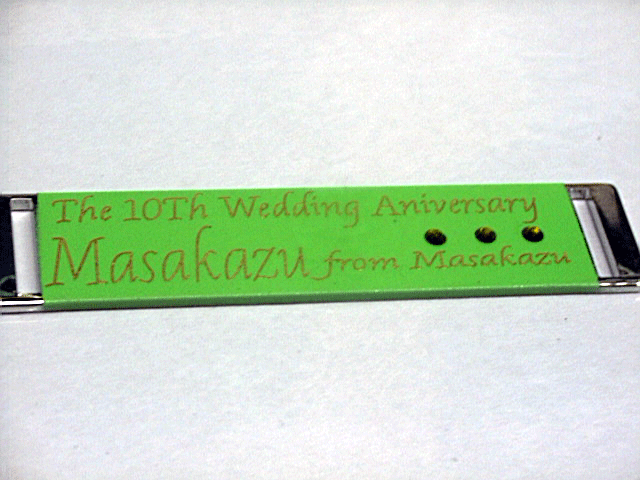 The 10Th Wedding Aniversary
Masakazu from Masakazu